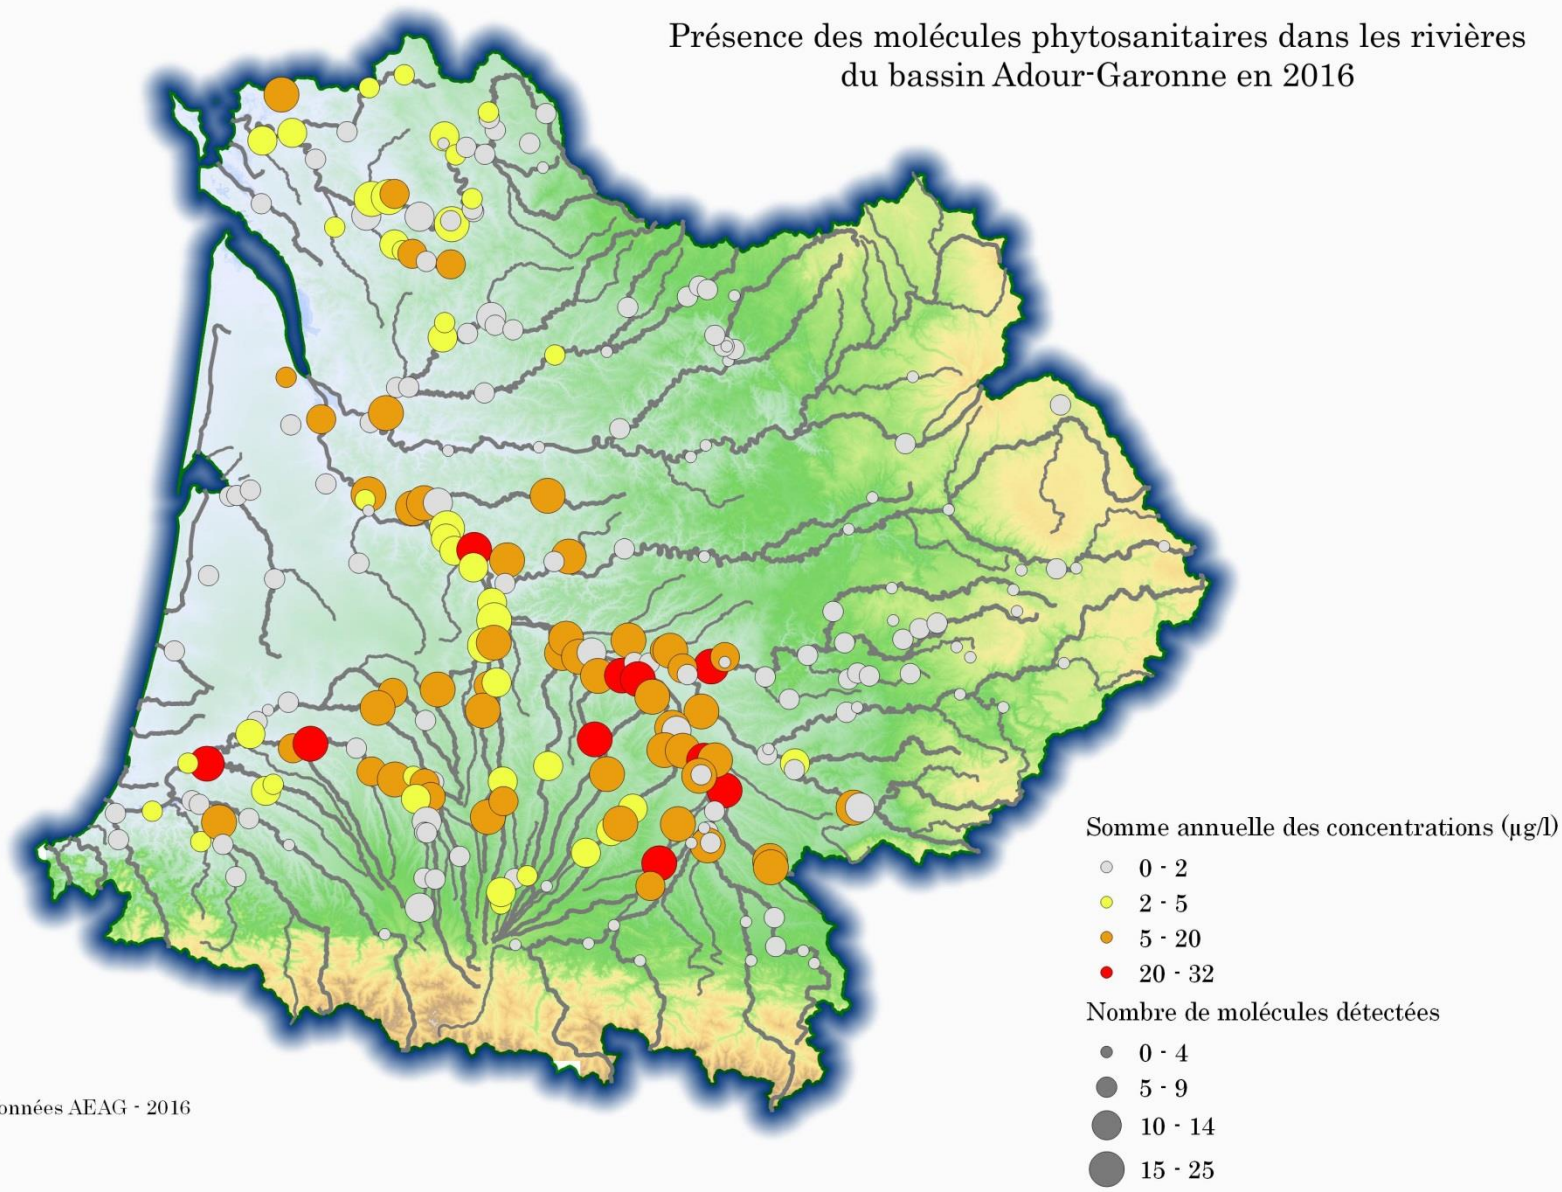 Présence des molécules phytosanitaires dans les rivières
du bassin Adour-Garonne en 2016
Somme annuelle des concentrations (µg/l)
0 - 2
2 - 5
5 - 20
20 - 32
Nombre de molécules détectées
0 - 4
5 - 9
10 - 14
15 - 25
onnées AEAG - 2016